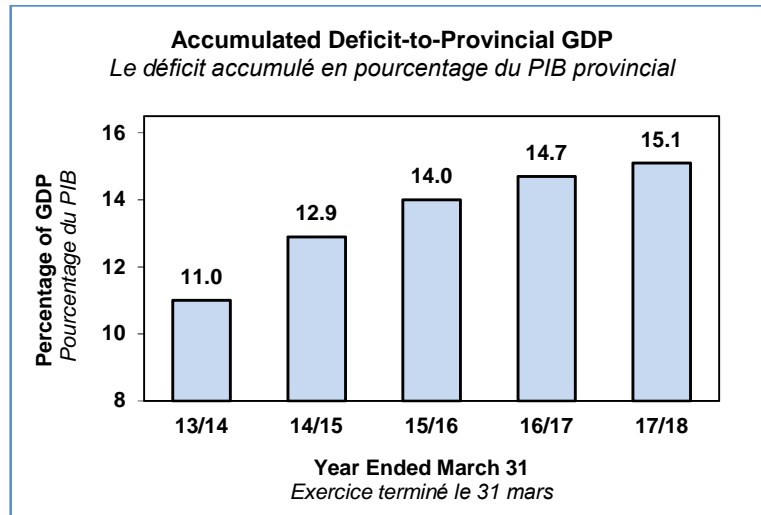 Accumulated Deficit-to-Provincial GDP
Le déficit accumulé en pourcentage du PIB provincial
Percentage of GDP
Pourcentage du PIB
16
14
12
10
8
11.0
12.9
14.0
14.7
15.1
13/14
14/15
15/16
16/17
17/18
Year Ended March 31
Exercice terminé le 31 mars